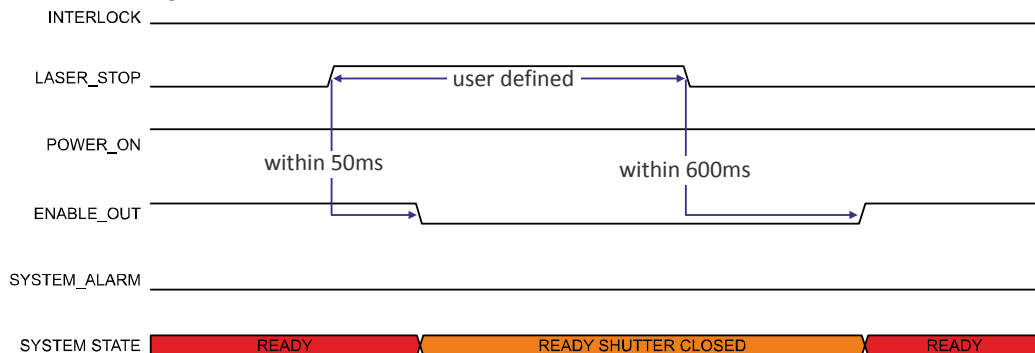 INTERLOCK
LASER_STOP
user defined
POWER_ON
within 50ms
within 600ms
ENABLE_OUT
SYSTEM_ALARM
SYSTEM STATE READY READY SHUTTER CLOSED READY